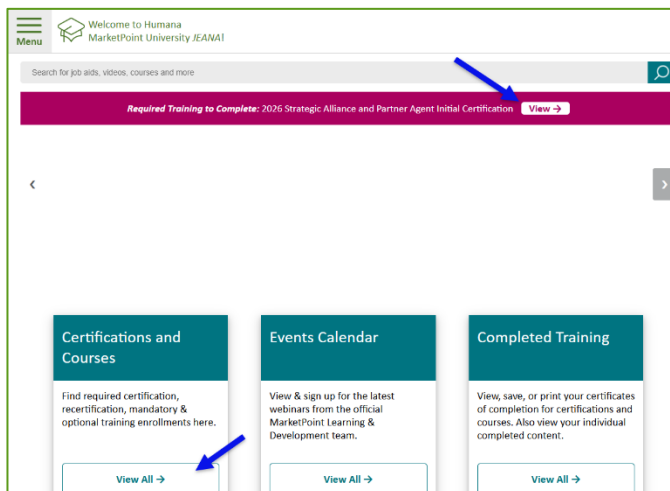 Menu
Welcome to Humana
MarketPoint University JEANA!
Search for job aids, videos, courses and more
Required Training to Complete: 2026 Strategic Alliance and Partner Agent Initial Certification View →
Certifications and
Courses
Find required certification,
recertification, mandatory &
optional training enrollments here.
View All →
Events Calendar
View & sign up for the latest
webinars from the official
MarketPoint Learning &
Development team.
View All →
Completed Training
View, save, or print your certificates
of completion for certifications and
courses. Also view your individual
completed content.
View All →